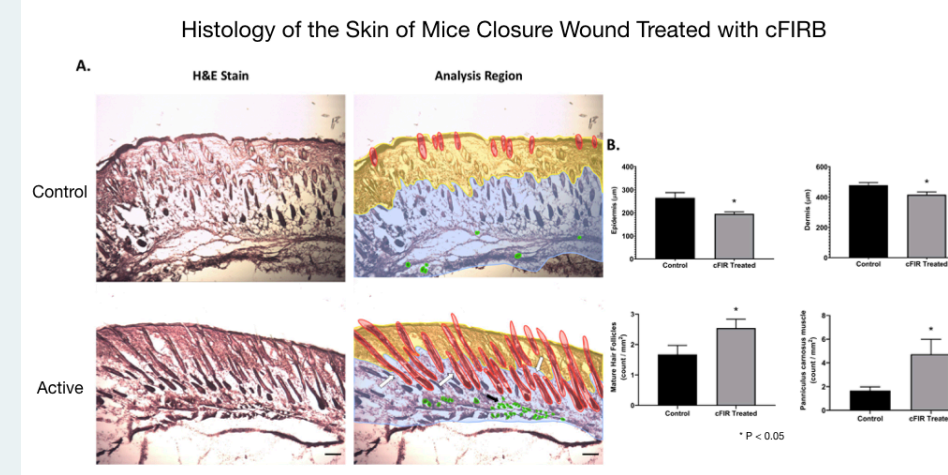 Histology of the Skin of Mice Closure Wound Treated with cFIRB
A.
H&E Stain
Analysis Region
Control
Active
B.
Epidermis (μm)
400
300
200
100
0
*
Control
cFIR Treated
Dermis (μm)
600
400
200
0
*
Control
cFIR Treated
Mature Hair Follicles
(count / mm²)
3
2
1
0
*
Control
cFIR Treated
Panniculus carnosus muscle
(count / mm²)
8
6
4
2
0
*
Control
cFIR Treated
* P < 0.05